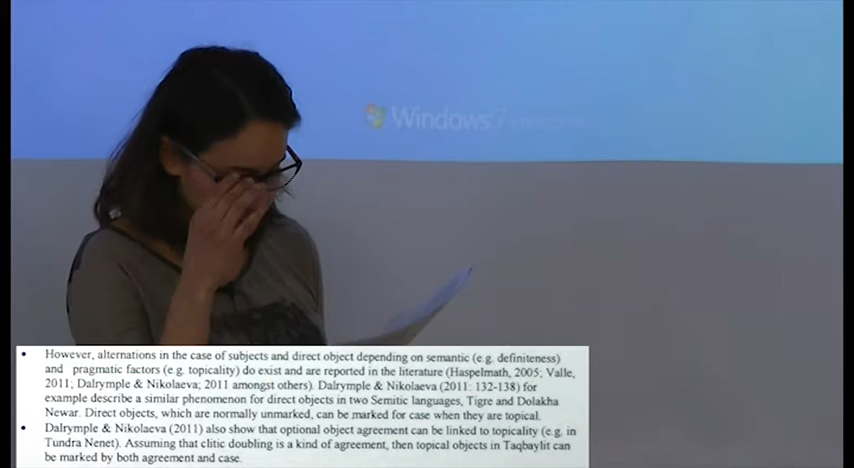 Windows 7
• However, alternations in the case of subjects and direct object depending on semantic (e.g. definiteness)
and pragmatic factors (e.g. topicality) do exist and are reported in the literature (Haspelmath, 2005; Valle,
2011; Dalrymple & Nikolaeva; 2011 amongst others). Dalrymple & Nikolaeva (2011: 132-138) for
example describe a similar phenomenon for direct objects in two Semitic languages, Tigre and Dolakha
Newar. Direct objects, which are normally unmarked, can be marked for case when they are topical.
• Dalrymple & Nikolaeva (2011) also show that optional object agreement can be linked to topicality (e.g. in
Tundra Nenet). Assuming that clitic doubling is a kind of agreement, then topical objects in Taqbaylit can
be marked by both agreement and case.